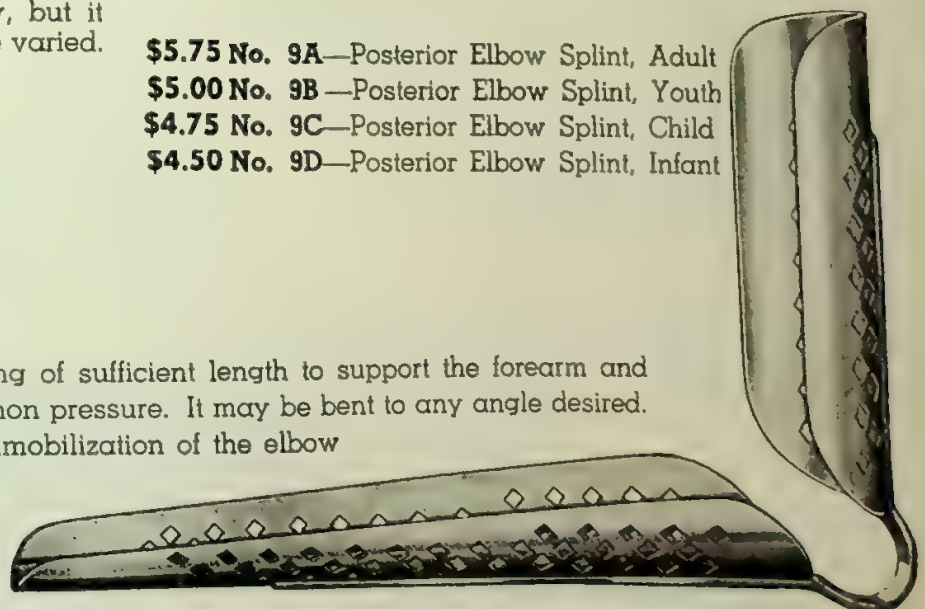 , but it
varied.
$5.75 No. 9A—Posterior Elbow Splint, Adult
$5.00 No. 9B—Posterior Elbow Splint, Youth
$4.75 No. 9C—Posterior Elbow Splint, Child
$4.50 No. 9D—Posterior Elbow Splint, Infant
ng of sufficient length to support the forearm and
non pressure. It may be bent to any angle desired.
mobilization of the elbow